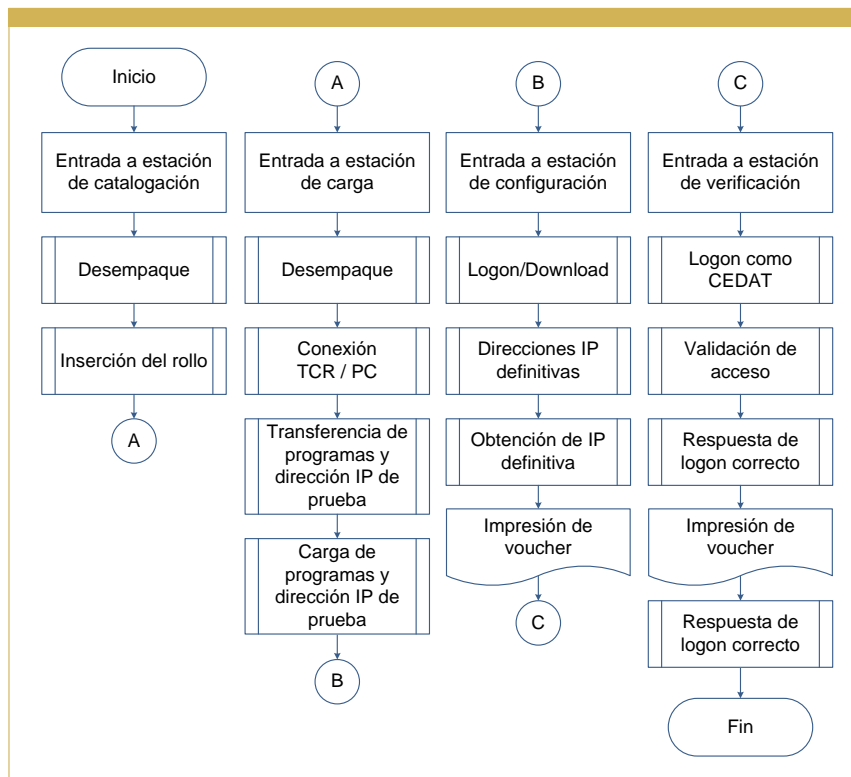 Inicio
Entrada a estación
de catalogación
Desempaque
Inserción del rollo
A
A
Entrada a estación
de carga
Desempaque
Conexión
TCR / PC
Transferencia de
programas y
dirección IP de
prueba
Carga de
programas y
dirección IP de
prueba
B
B
Entrada a estación
de configuración
Logon/Download
Direcciones IP
definitivas
Obtención de IP
definitiva
Impresión de
voucher
C
C
Entrada a estación
de verificación
Logon como
CEDAT
Validación de
acceso
Respuesta de
logon correcto
Impresión de
voucher
Respuesta de
logon correcto
Fin